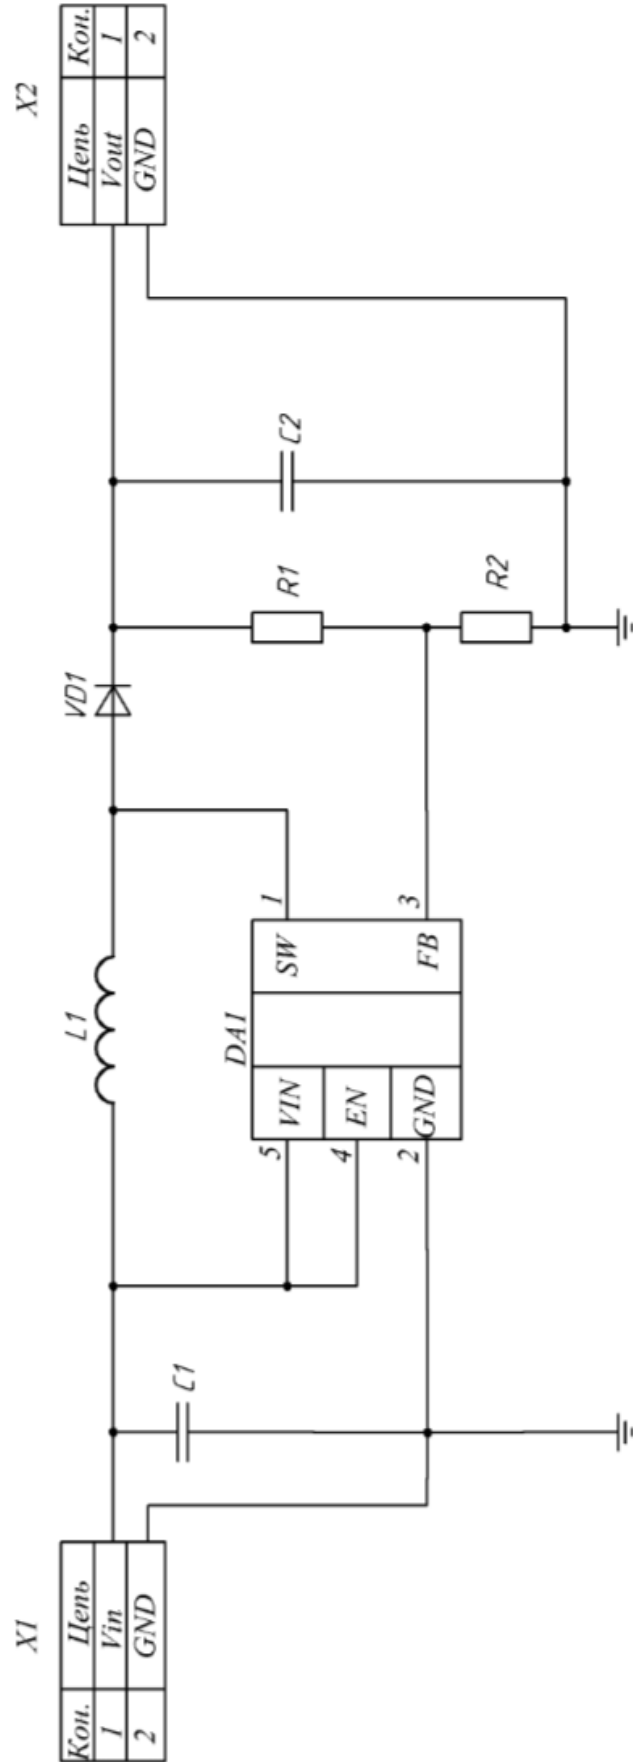 X1
Кон. Цепь
1 Vin
2 GND
C1
L1
DA1
5 VIN SW 1
4 EN
2 GND FB 3
VD1
R1
R2
C2
X2
Цепь Кон.
Vout 1
GND 2